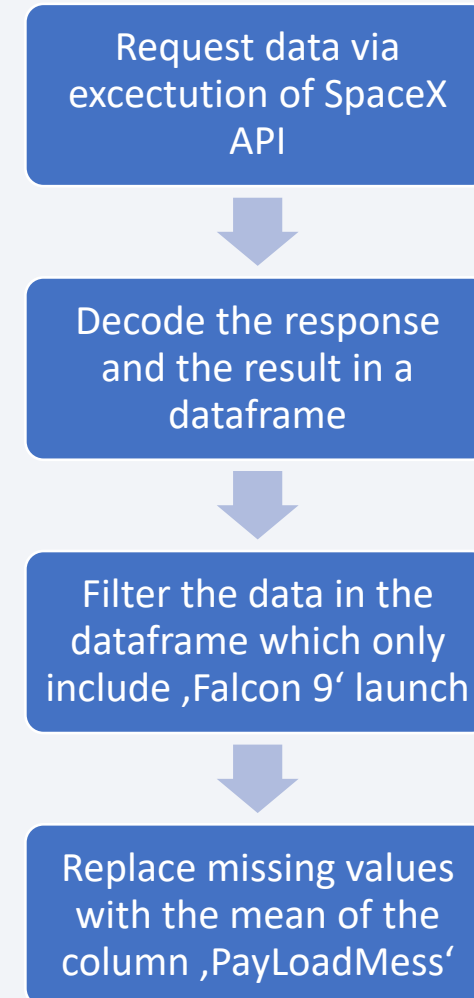 Request data via
excectution of SpaceX
API
Decode the response
and the result in a
dataframe
Filter the data in the
dataframe which only
include ‚Falcon 9‘ launch
Replace missing values
with the mean of the
column ‚PayLoadMess‘